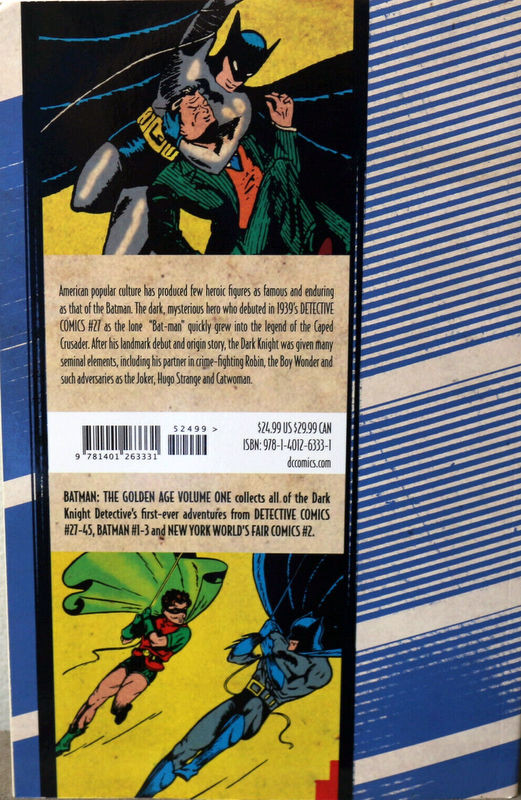 American popular culture has produced few heroic figures as famous and enduring
as that of the Batman. The dark, mysterious hero who debuted in 1939's DETECTIVE
COMICS #27 as the lone "Bat-man" quickly grew into the legend of the Caped
Crusader. After his landmark debut and origin story, the Dark Knight was given many
seminal elements, including his partner in crime-fighting Robin, the Boy Wonder and
such adversaries as the Joker, Hugo Strange and Catwoman.
52499 >
9 781401 263331
$24.99 US $29.99 CAN
ISBN: 978-1-4012-6333-1
dccomics.com
BATMAN: THE GOLDEN AGE VOLUME ONE collects all of the Dark
Knight Detective's first-ever adventures from DETECTIVE COMICS
#27-45, BATMAN #1-3 and NEW YORK WORLD'S FAIR COMICS #2.